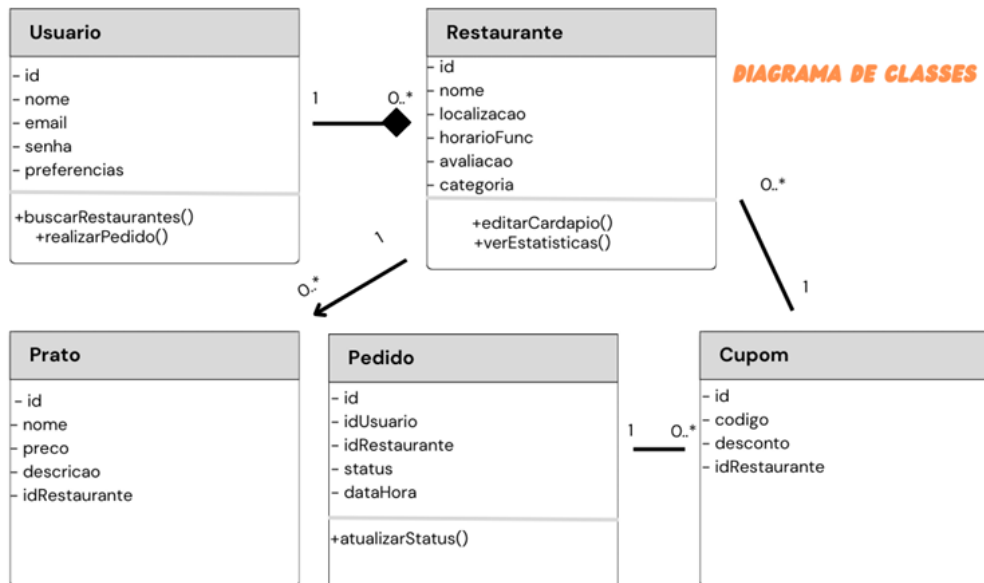 Usuario
- id
- nome
- email
- senha
- preferencias
+buscarRestaurantes()
+realizarPedido()
1
0..*
Restaurante
- id
- nome
- localizacao
- horarioFunc
- avaliacao
- categoria
+editarCardapio()
+verEstatisticas()
DIAGRAMA DE CLASSES
1
0..*
0..*
1
Prato
- id
- nome
- preco
- descricao
- idRestaurante
Pedido
- id
- idUsuario
- idRestaurante
- status
- dataHora
+atualizarStatus()
1
0..*
Cupom
- id
- codigo
- desconto
- idRestaurante